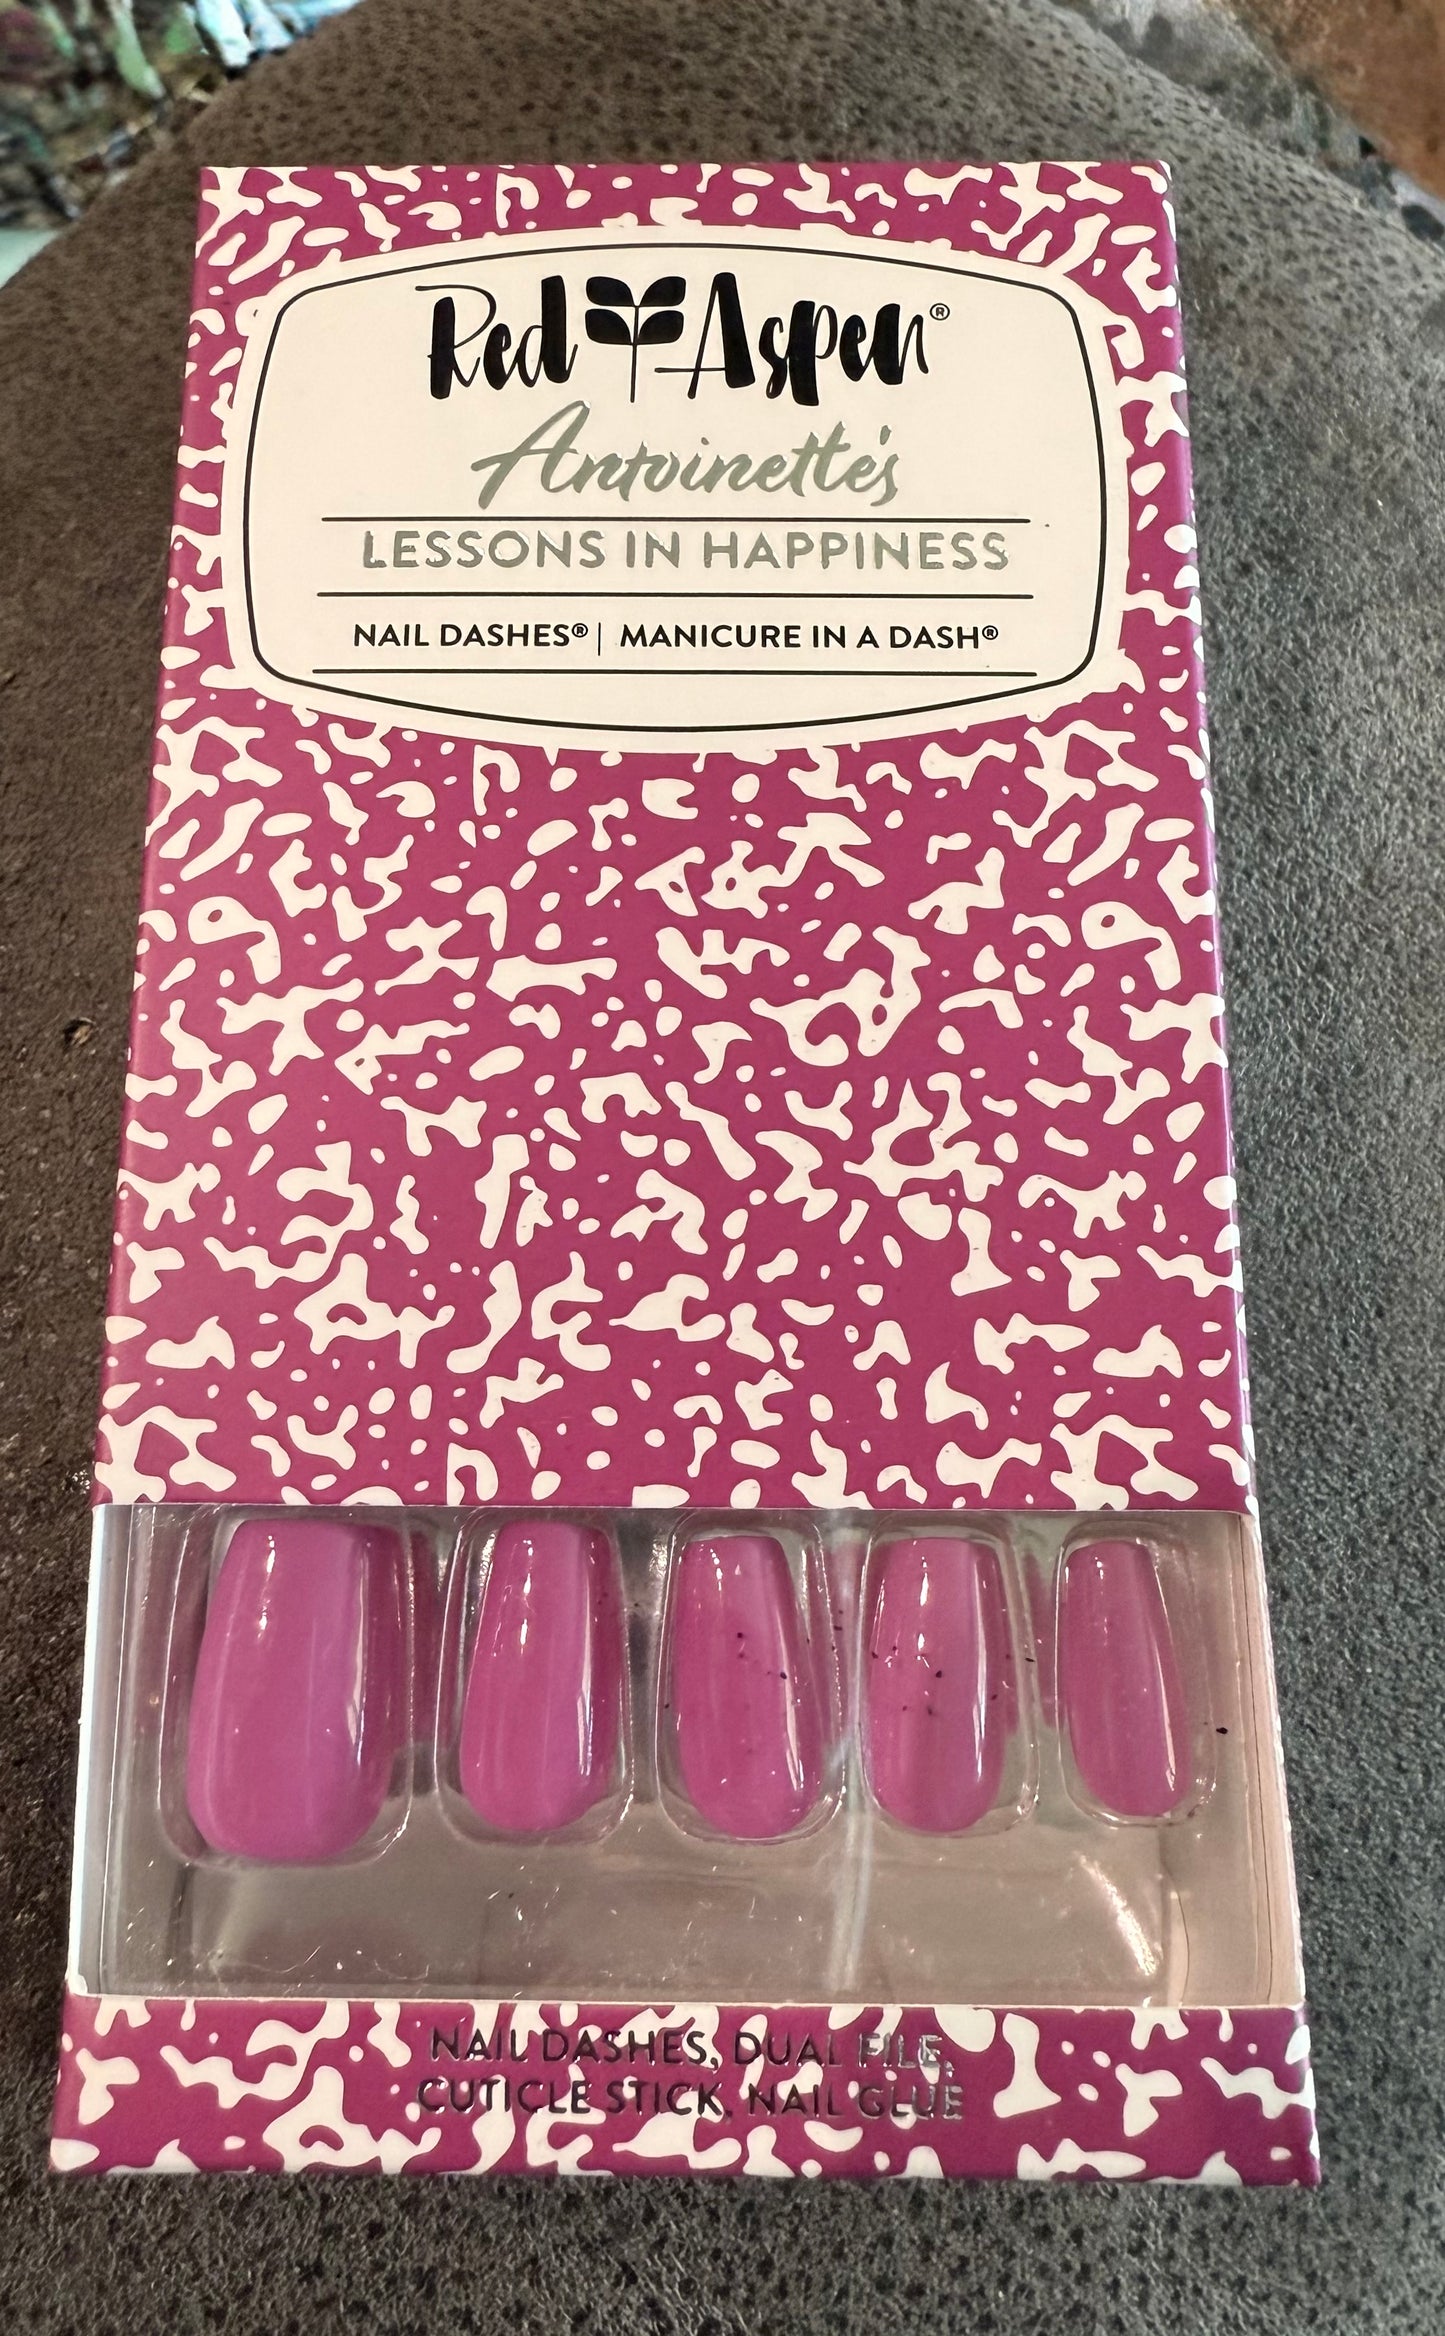 Red Aspen®
Antoinette's
LESSONS IN HAPPINESS
NAIL DASHES® | MANICURE IN A DASH®
NAIL DASHES, DUAL FILE,
CUTICLE STICK, NAIL GLUE